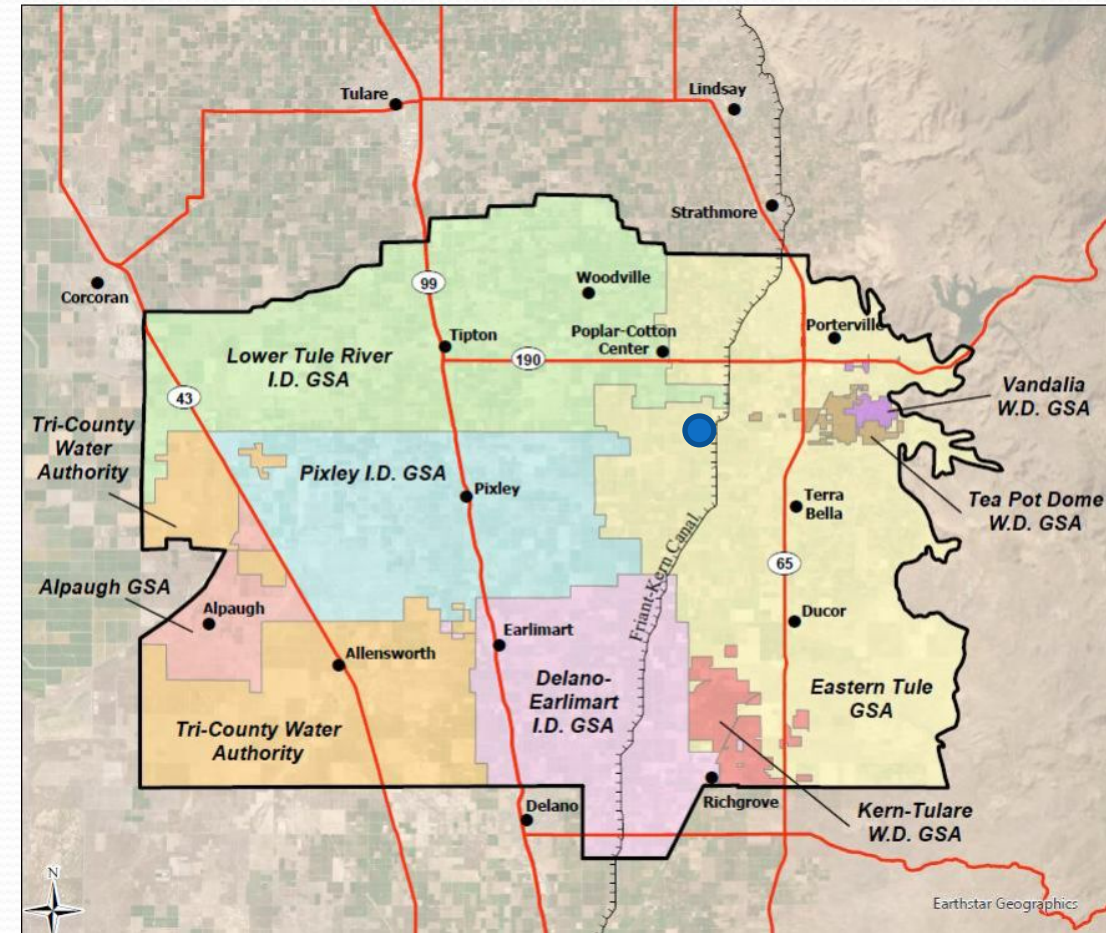 Tulare
Lindsay
Strathmore
Corcoran
99
Woodville
Tipton
Poplar-Cotton
Center
190
Porterville
Lower Tule River
I.D. GSA
43
Vandalia
W.D. GSA
Tri-County
Water
Authority
Pixley I.D. GSA
Pixley
Terra
Bella
Tea Pot Dome
W.D. GSA
Friant-Kern Canal
65
Alpaugh GSA
Alpaugh
Ducor
Earlimart
Allensworth
Delano-
Earlimart
I.D. GSA
Eastern Tule
GSA
Tri-County Water
Authority
Delano
Richgrove
Kern-Tulare
W.D. GSA
N
Earthstar Geographics